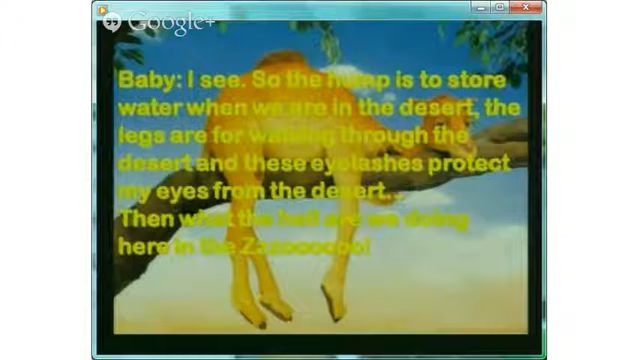 Google+
Baby: I see. So the hump is to store
water when we are in the desert, the
legs are for walking through the
desert and these eyelashes protect
my eyes from the desert...
Then what the hell are we doing
here in the Zazoooooo!